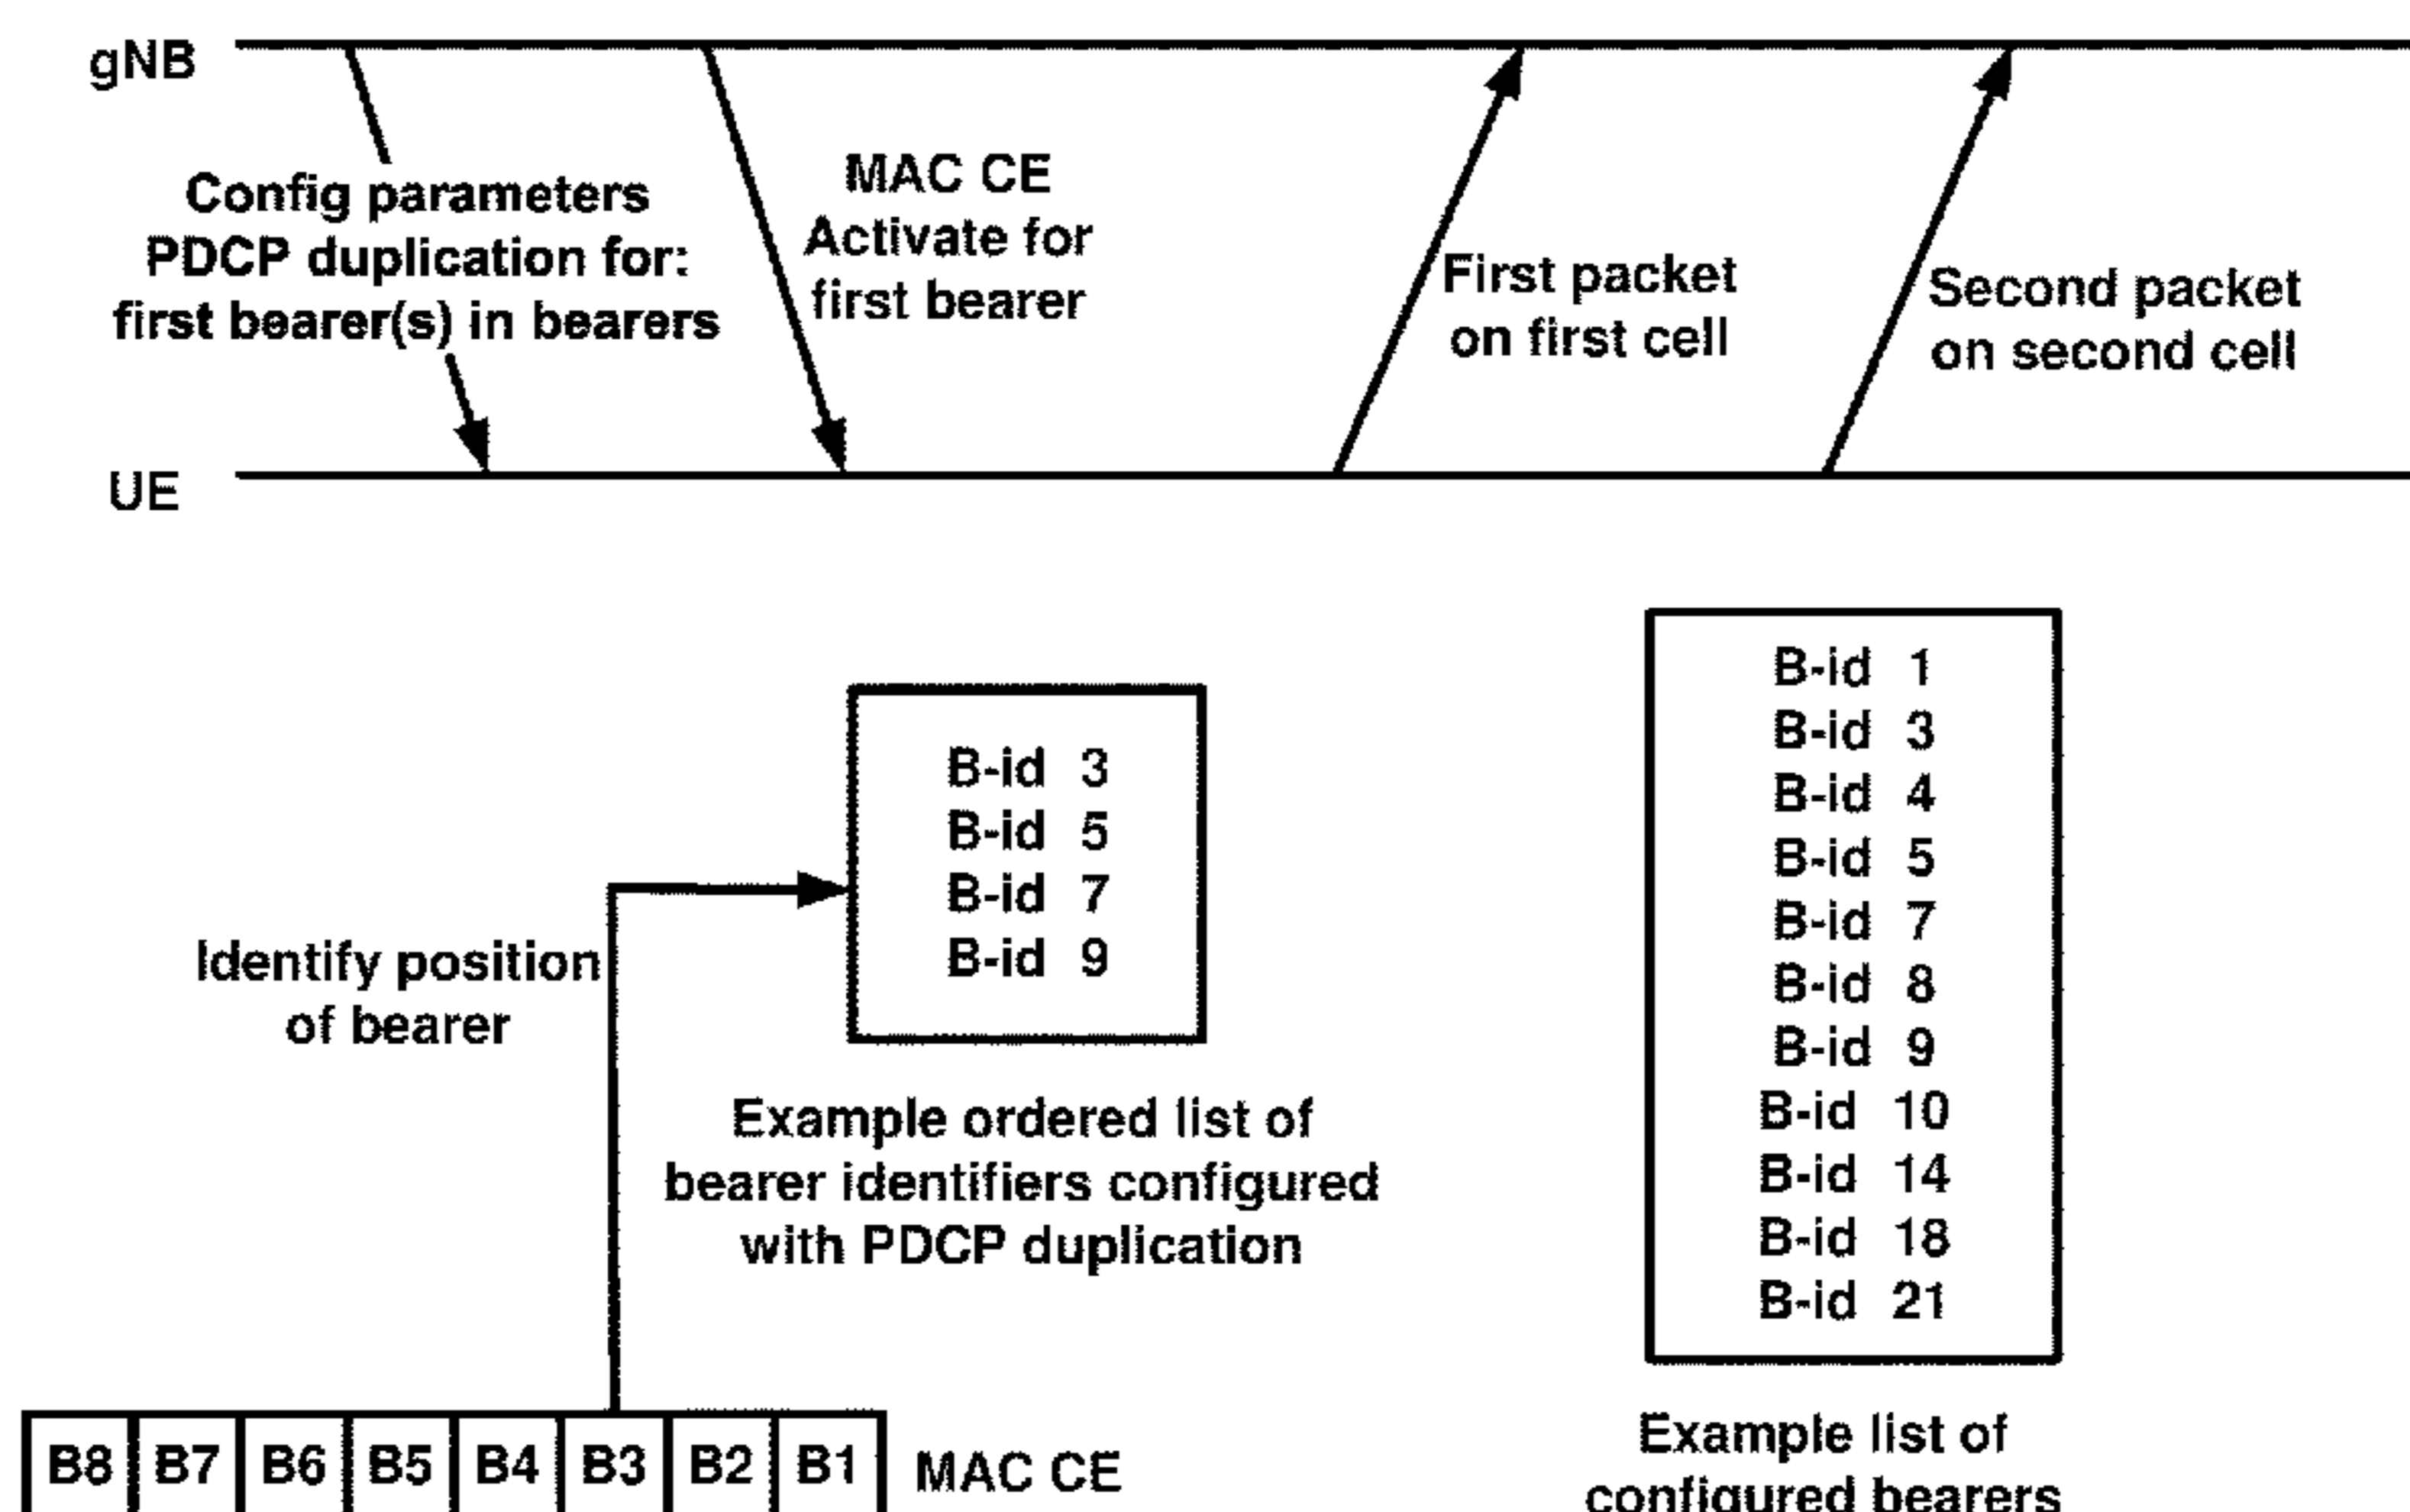 gNB
Config parameters
PDCP duplication for:
first bearer(s) in bearers
MAC CE
Activate for
first bearer
First packet
on first cell
Second packet
on second cell
UE
B-id 3
B-id 5
B-id 7
B-id 9
Identify position
of bearer
Example ordered list of
bearer identifiers configured
with PDCP duplication
B-id 1
B-id 3
B-id 4
B-id 5
B-id 7
B-id 8
B-id 9
B-id 10
B-id 14
B-id 18
B-id 21
Example list of
configured bearers
B8 B7 B6 B5 B4 B3 B2 B1 MAC CE